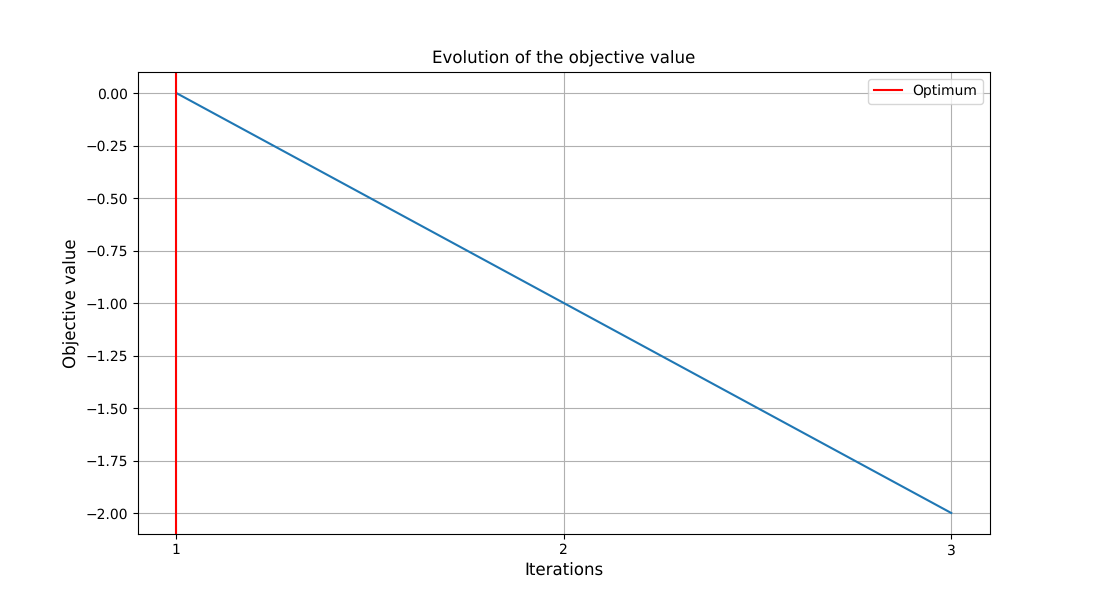 Evolution of the objective value
Optimum
Objective value
0.00
−0.25
−0.50
−0.75
−1.00
−1.25
−1.50
−1.75
−2.00
1 2 3
Iterations